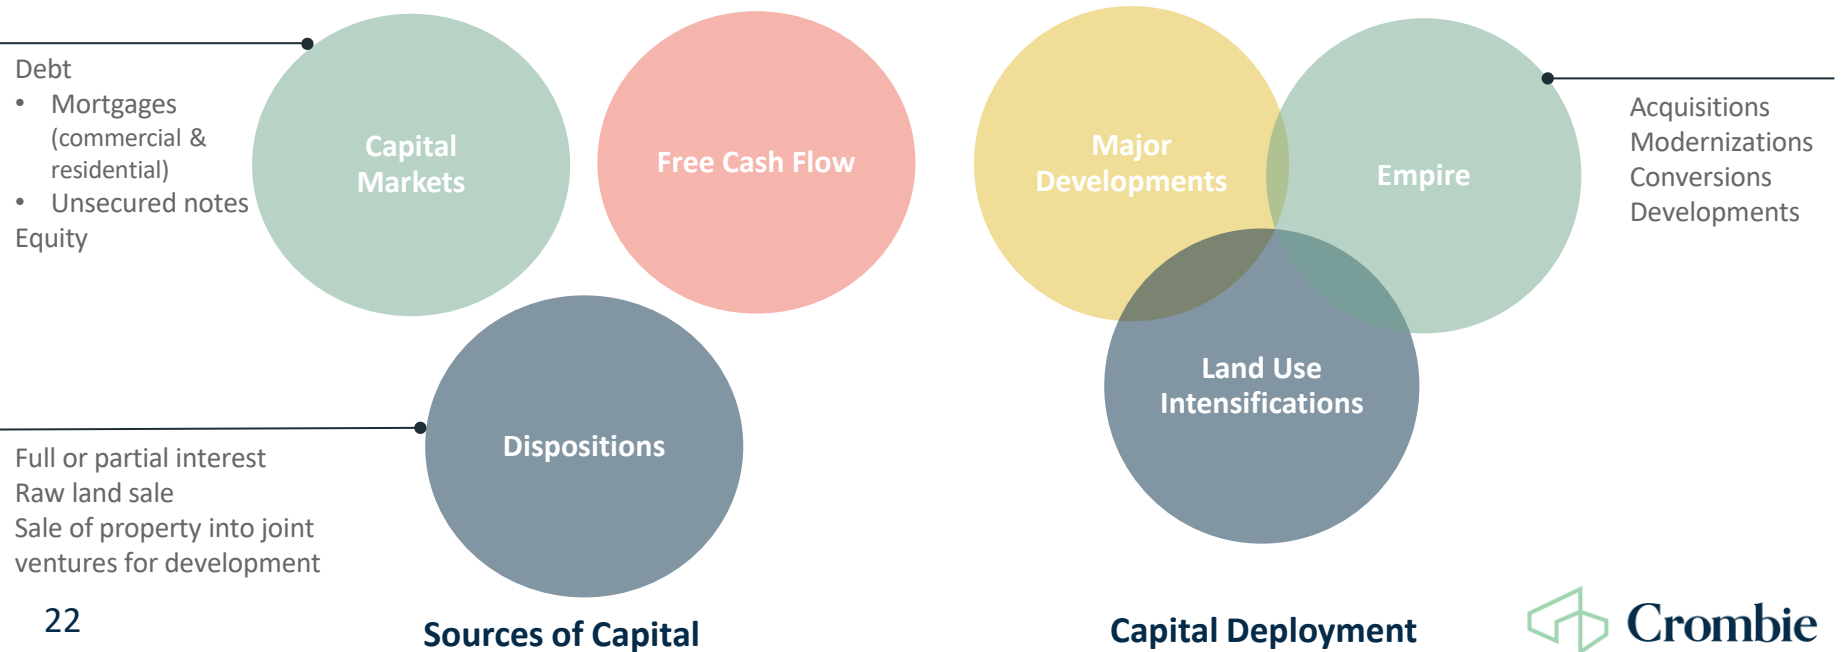 Debt
• Mortgages
(commercial &
residential)
• Unsecured notes
Equity
Capital
Markets
Free Cash Flow
Dispositions
Full or partial interest
Raw land sale
Sale of property into joint
ventures for development
Sources of Capital
Major
Developments
Empire
Land Use
Intensifications
Acquisitions
Modernizations
Conversions
Developments
Capital Deployment
22
Crombie